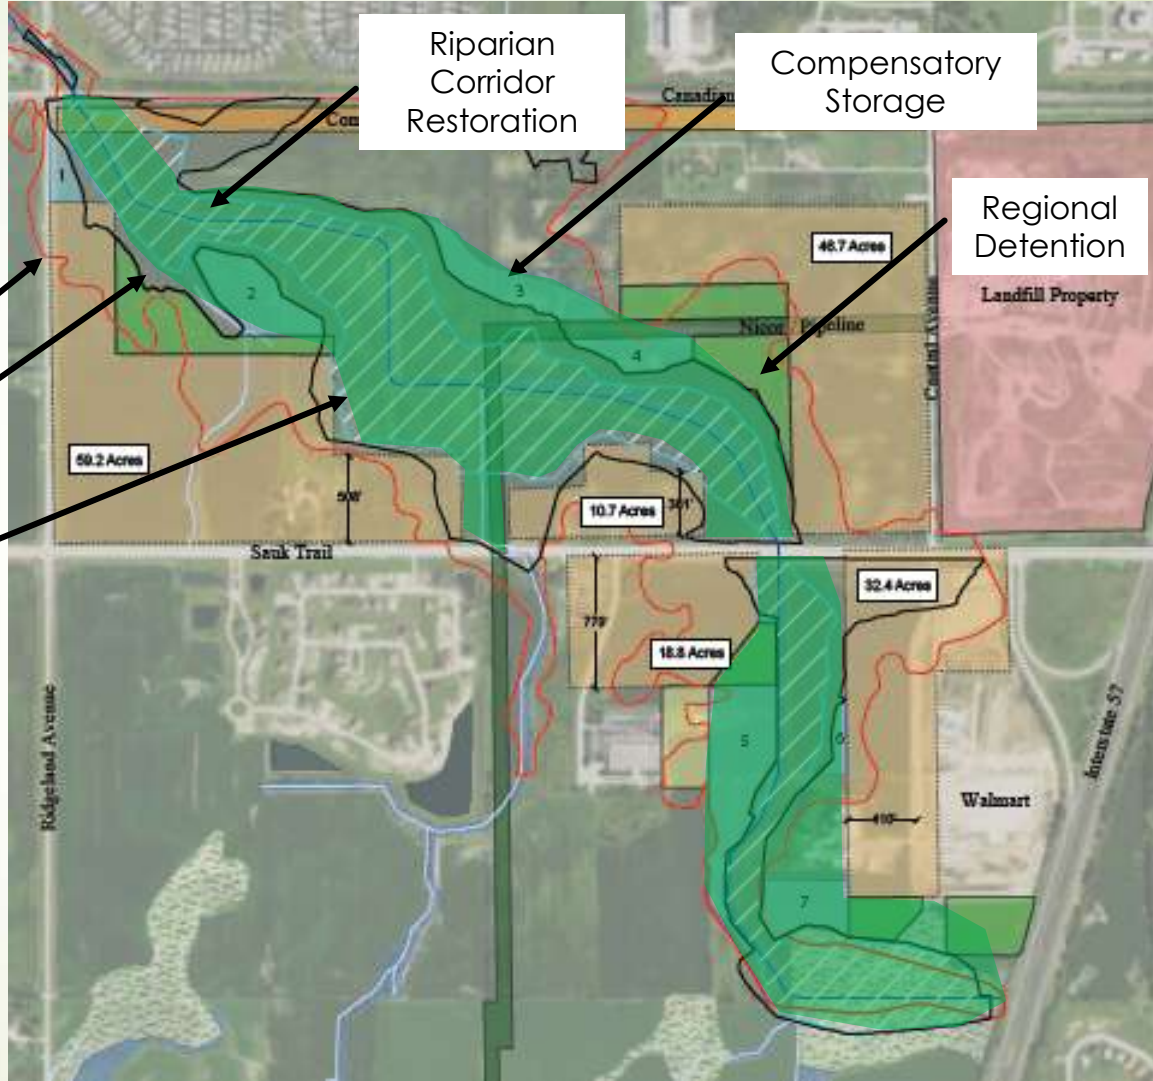 Riparian
Corridor
Restoration
Compensatory
Storage
Regional
Detention
Canadian
Com
1
2
3
4
46.7 Acres
Landfill Property
Nicor Pipeline
Central Avenue
59.2 Acres
10.7 Acres
Sauk Trail
32.4 Acres
779'
18.8 Acres
5
7
Ridgeland Avenue
Walmart
410'
Interstate 57